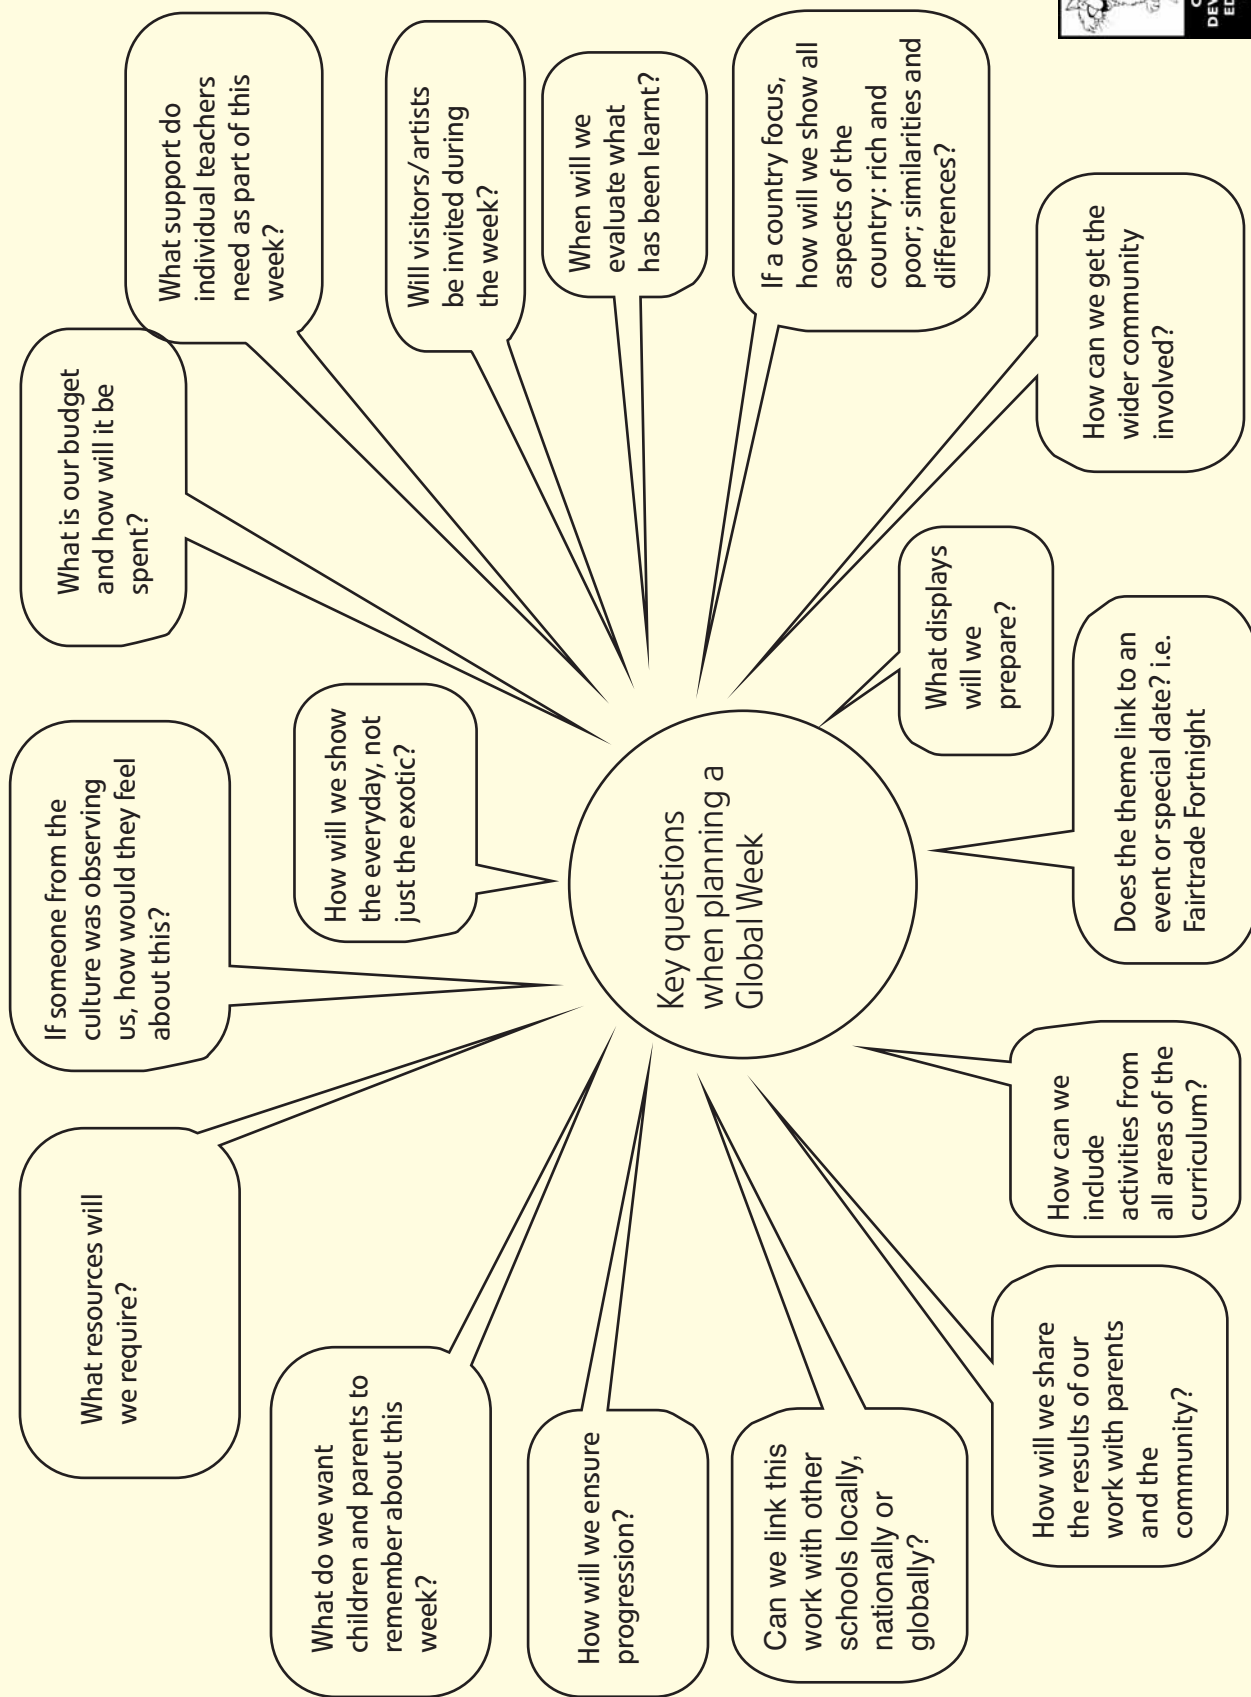 What resources will
we require?
If someone from the
culture was observing
us, how would they feel
about this?
What is our budget
and how will it be
spent?
What support do
individual teachers
need as part of this
week?
What do we want
children and parents to
remember about this
week?
How will we show
the everyday, not
just the exotic?
Will visitors/artists
be invited during
the week?
How will we ensure
progression?
Key questions
when planning a
Global Week
When will we
evaluate what
has been learnt?
Can we link this
work with other
schools locally,
nationally or
globally?
If a country focus,
how will we show all
aspects of the
country: rich and
poor; similarities and
differences?
How will we share
the results of our
work with parents
and the
community?
How can we
include
activities from
all areas of the
curriculum?
Does the theme link to an
event or special date? i.e.
Fairtrade Fortnight
What displays
will we
prepare?
How can we get the
wider community
involved?